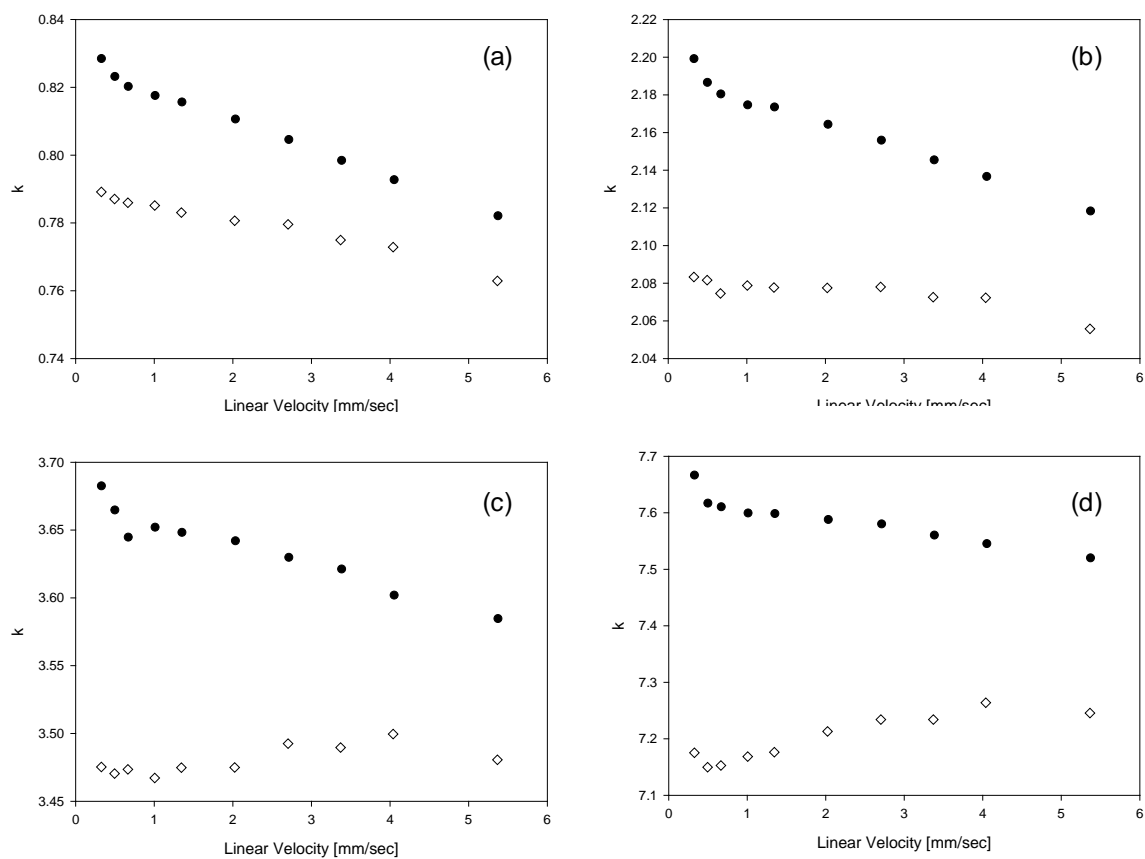 0.84
0.82
0.80
0.78
0.76
0.74
k
(a)
0 1 2 3 4 5 6
Linear Velocity [mm/sec]
2.22
2.20
2.18
2.16
2.14
2.12
2.10
2.08
2.06
2.04
k
(b)
0 1 2 3 4 5 6
Linear Velocity [mm/sec]
3.70
3.65
3.60
3.55
3.50
3.45
k
(c)
0 1 2 3 4 5 6
Linear Velocity [mm/sec]
7.7
7.6
7.5
7.4
7.3
7.2
7.1
k
(d)
0 1 2 3 4 5 6
Linear Velocity [mm/sec]